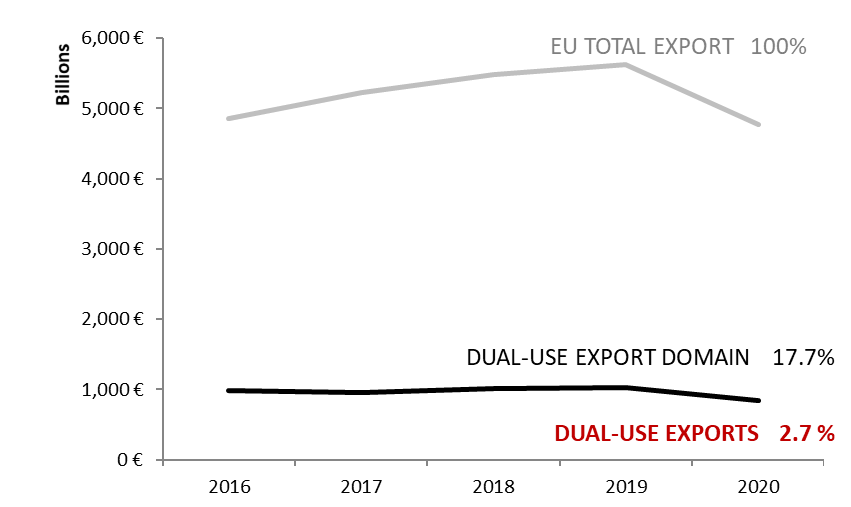 Billions
6,000 €
EU TOTAL EXPORT 100%
5,000 €
4,000 €
3,000 €
2,000 €
DUAL-USE EXPORT DOMAIN 17.7%
1,000 €
DUAL-USE EXPORTS 2.7 %
0 €
2016 2017 2018 2019 2020